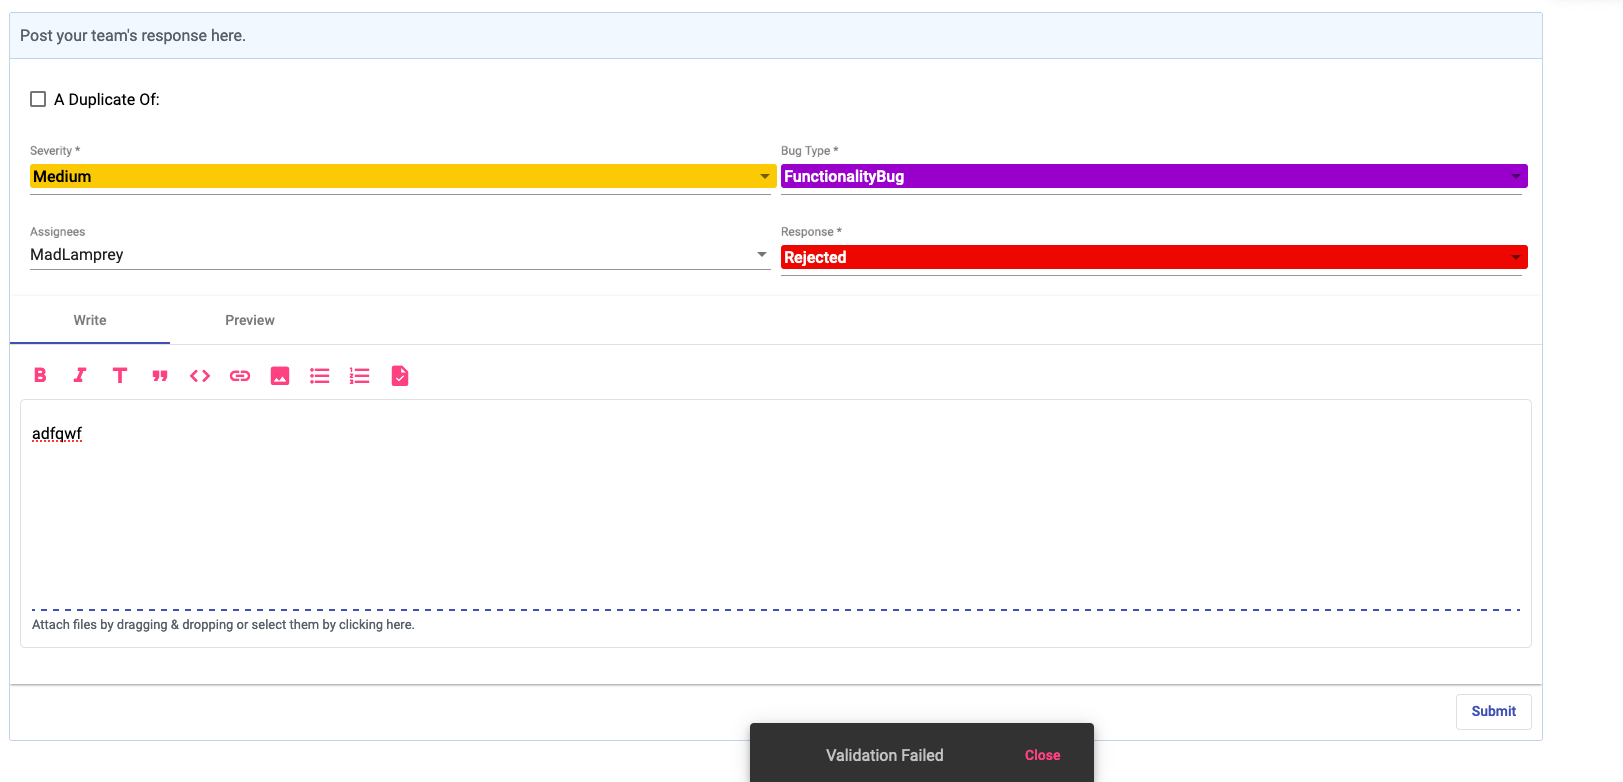 Post your team's response here.
A Duplicate Of:
Severity *
Bug Type *
Medium
FunctionalityBug
Assignees
Response *
MadLamprey
Rejected
Write
Preview
adfqwf
Attach files by dragging & dropping or select them by clicking here.
Submit
Validation Failed
Close